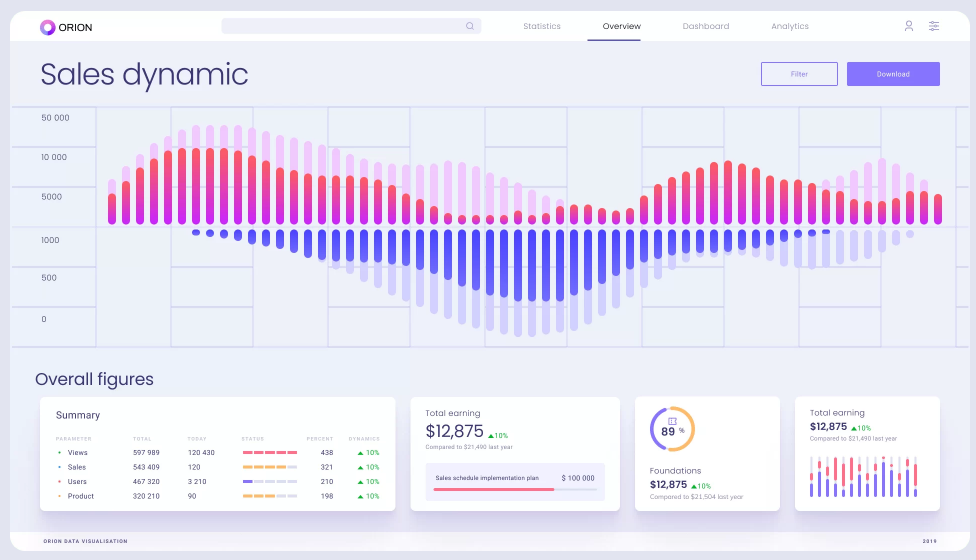 ORION Statistics Overview Dashboard Analytics
Sales dynamic Filter Download
50 000
10 000
5000
1000
500
0
Overall figures
Summary
PARAMETER TOTAL TODAY STATUS PERCENT DYNAMICS
Views 597 989 120 430 438 ▲ 10%
Sales 543 409 120 321 ▲ 10%
Users 467 320 3 210 210 ▲ 10%
Product 320 210 90 198 ▲ 10%
Total earning
$12,875 ▲10%
Compared to $21,490 last year
Sales schedule implementation plan $ 100 000
89 %
Foundations
$12,875 ▲10%
Compared to $21,504 last year
Total earning
$12,875 ▲10%
Compared to $21,490 last year
ORION DATA VISUALISATION 2019